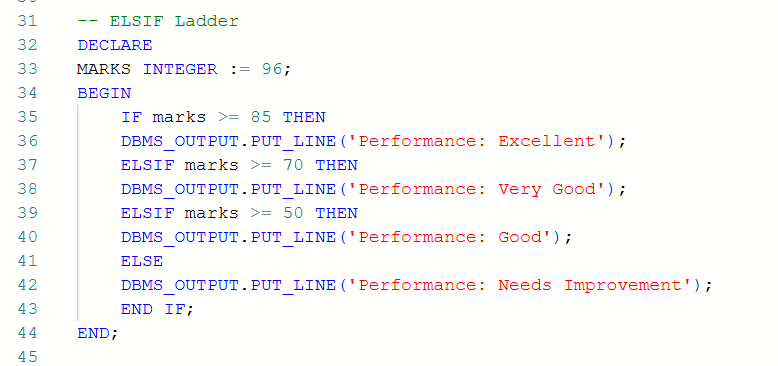 31 -- ELSIF Ladder
32 DECLARE
33 MARKS INTEGER := 96;
34 BEGIN
35     IF marks >= 85 THEN
36     DBMS_OUTPUT.PUT_LINE('Performance: Excellent');
37     ELSIF marks >= 70 THEN
38     DBMS_OUTPUT.PUT_LINE('Performance: Very Good');
39     ELSIF marks >= 50 THEN
40     DBMS_OUTPUT.PUT_LINE('Performance: Good');
41     ELSE
42     DBMS_OUTPUT.PUT_LINE('Performance: Needs Improvement');
43     END IF;
44 END;
45